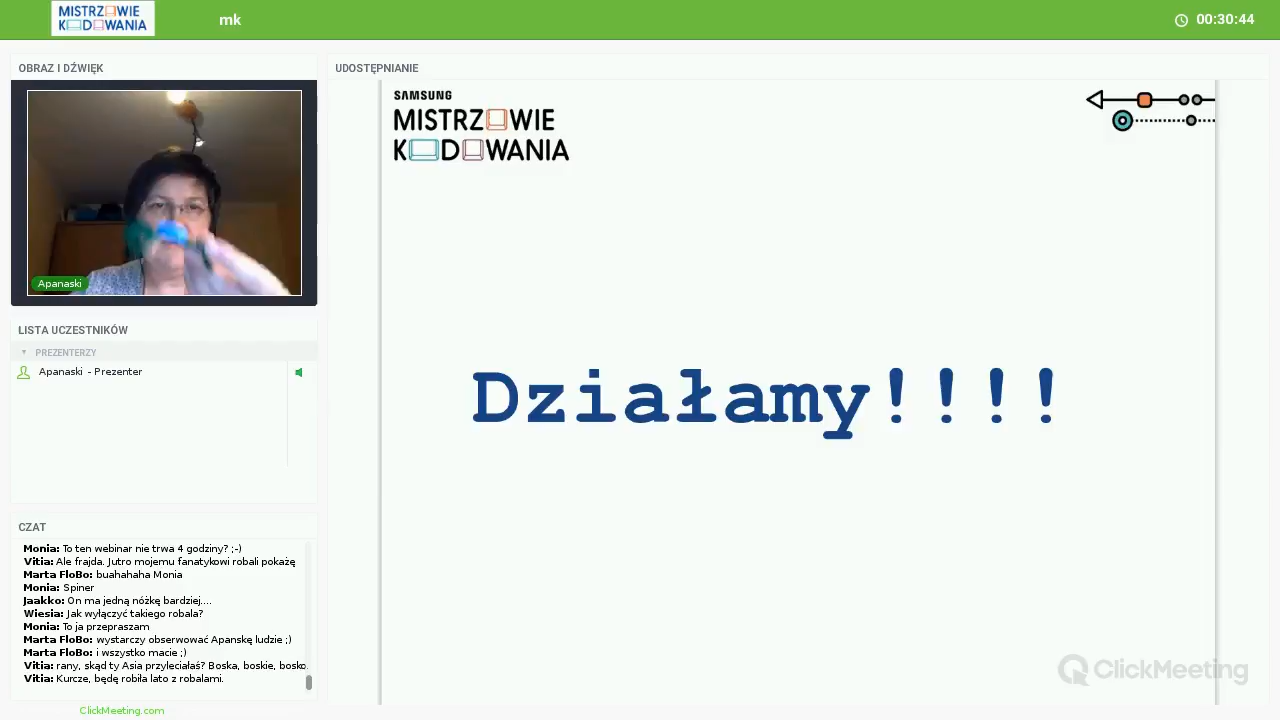 MISTRZOWIE
KODOWANIA
mk
00:30:44
OBRAZ I DŹWIĘK
Apanaski
LISTA UCZESTNIKÓW
PREZENTERZY
Apanaski - Prezenter
CZAT
Monia: To ten webinar nie trwa 4 godziny? ;-)
Vitia: Ale frajda. Jutro mojemu fanatykowi robali pokażę
Marta FloBo: buahahaha Monia
Monia: Spiner
Jaakko: On ma jedną nóżkę bardziej....
Wiesia: Jak wyłączyć takiego robala?
Monia: To ja przepraszam
Marta FloBo: wystarczy obserwować Apanskę ludzie ;)
Marta FloBo: i wszystko macie ;)
Vitia: rany, skąd ty Asia przyleciałaś? Boska, boskie, bosko.
Vitia: Kurcze, będę robiła lato z robalami.
ClickMeeting.com
UDOSTĘPNIANIE
SAMSUNG
MISTRZOWIE
KODOWANIA
Działamy!!!!
ClickMeeting